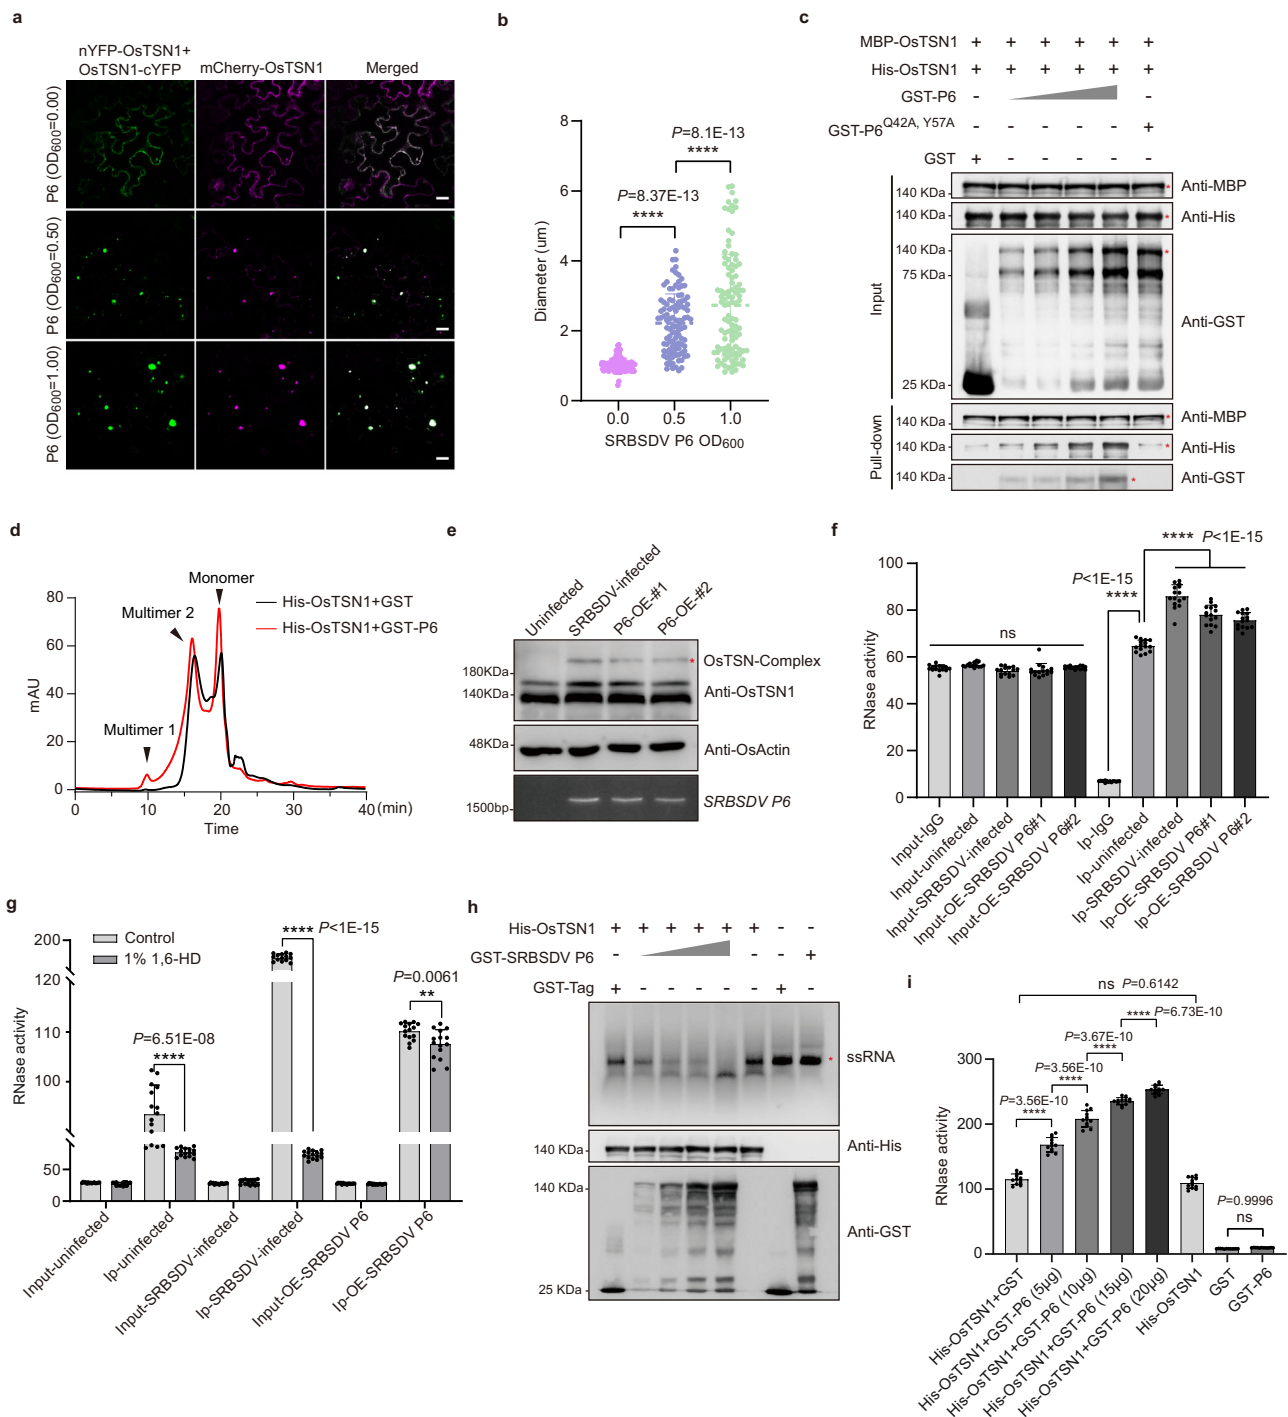 a
nYFP-OsTSN1+
OsTSN1-cYFP
mCherry-OsTSN1
Merged
P6 (OD600=0.00)
P6 (OD600=0.50)
P6 (OD600=1.00)
b
P=8.1E-13
****
P=8.37E-13
****
Diameter (um)
8
6
4
2
0
0.0 0.5 1.0
SRBSDV P6 OD600
c
MBP-OsTSN1 + + + + + +
His-OsTSN1 + + + + + +
GST-P6 - -
GST-P6Q42A, Y57A - - - - - +
GST + - - - - -
Input
140 KDa * Anti-MBP
140 KDa * Anti-His
140 KDa *
75 KDa
Anti-GST
25 KDa
Pull-down
140 KDa * Anti-MBP
140 KDa * Anti-His
140 KDa * Anti-GST
d
Monomer
Multimer 2
Multimer 1
His-OsTSN1+GST
His-OsTSN1+GST-P6
mAU
80
60
40
20
0
0 10 20 30 40 (min)
Time
e
Uninfected
SRBSDV-infected
P6-OE-#1
P6-OE-#2
* OsTSN-Complex
180KDa
140KDa
Anti-OsTSN1
48KDa
Anti-OsActin
1500bp
SRBSDV P6
f
**** P<1E-15
P<1E-15
****
ns
RNase activity
100
80
60
40
20
0
Input-IgG
Input-uninfected
Input-SRBSDV-infected
Input-OE-SRBSDV P6#1
Input-OE-SRBSDV P6#2
Ip-IgG
Ip-uninfected
Ip-SRBSDV-infected
Ip-OE-SRBSDV P6#1
Ip-OE-SRBSDV P6#2
g
Control
1% 1,6-HD
**** P<1E-15
P=0.0061
**
P=6.51E-08
****
RNase activity
200
120
110
100
50
0
Input-uninfected
Ip-uninfected
Input-SRBSDV-infected
Ip-SRBSDV-infected
Input-OE-SRBSDV P6
Ip-OE-SRBSDV P6
h
His-OsTSN1 + + + + + + - -
GST-SRBSDV P6 - - - +
GST-Tag + - - - - - + -
* ssRNA
140 KDa
Anti-His
140 KDa
Anti-GST
25 KDa
i
ns P=0.6142
**** P=6.73E-10
P=3.67E-10
****
P=3.56E-10
****
P=3.56E-10
****
P=0.9996
ns
RNase activity
300
200
100
0
His-OsTSN1+GST
His-OsTSN1+GST-P6 (5μg)
His-OsTSN1+GST-P6 (10μg)
His-OsTSN1+GST-P6 (15μg)
His-OsTSN1+GST-P6 (20μg)
His-OsTSN1
GST
GST-P6